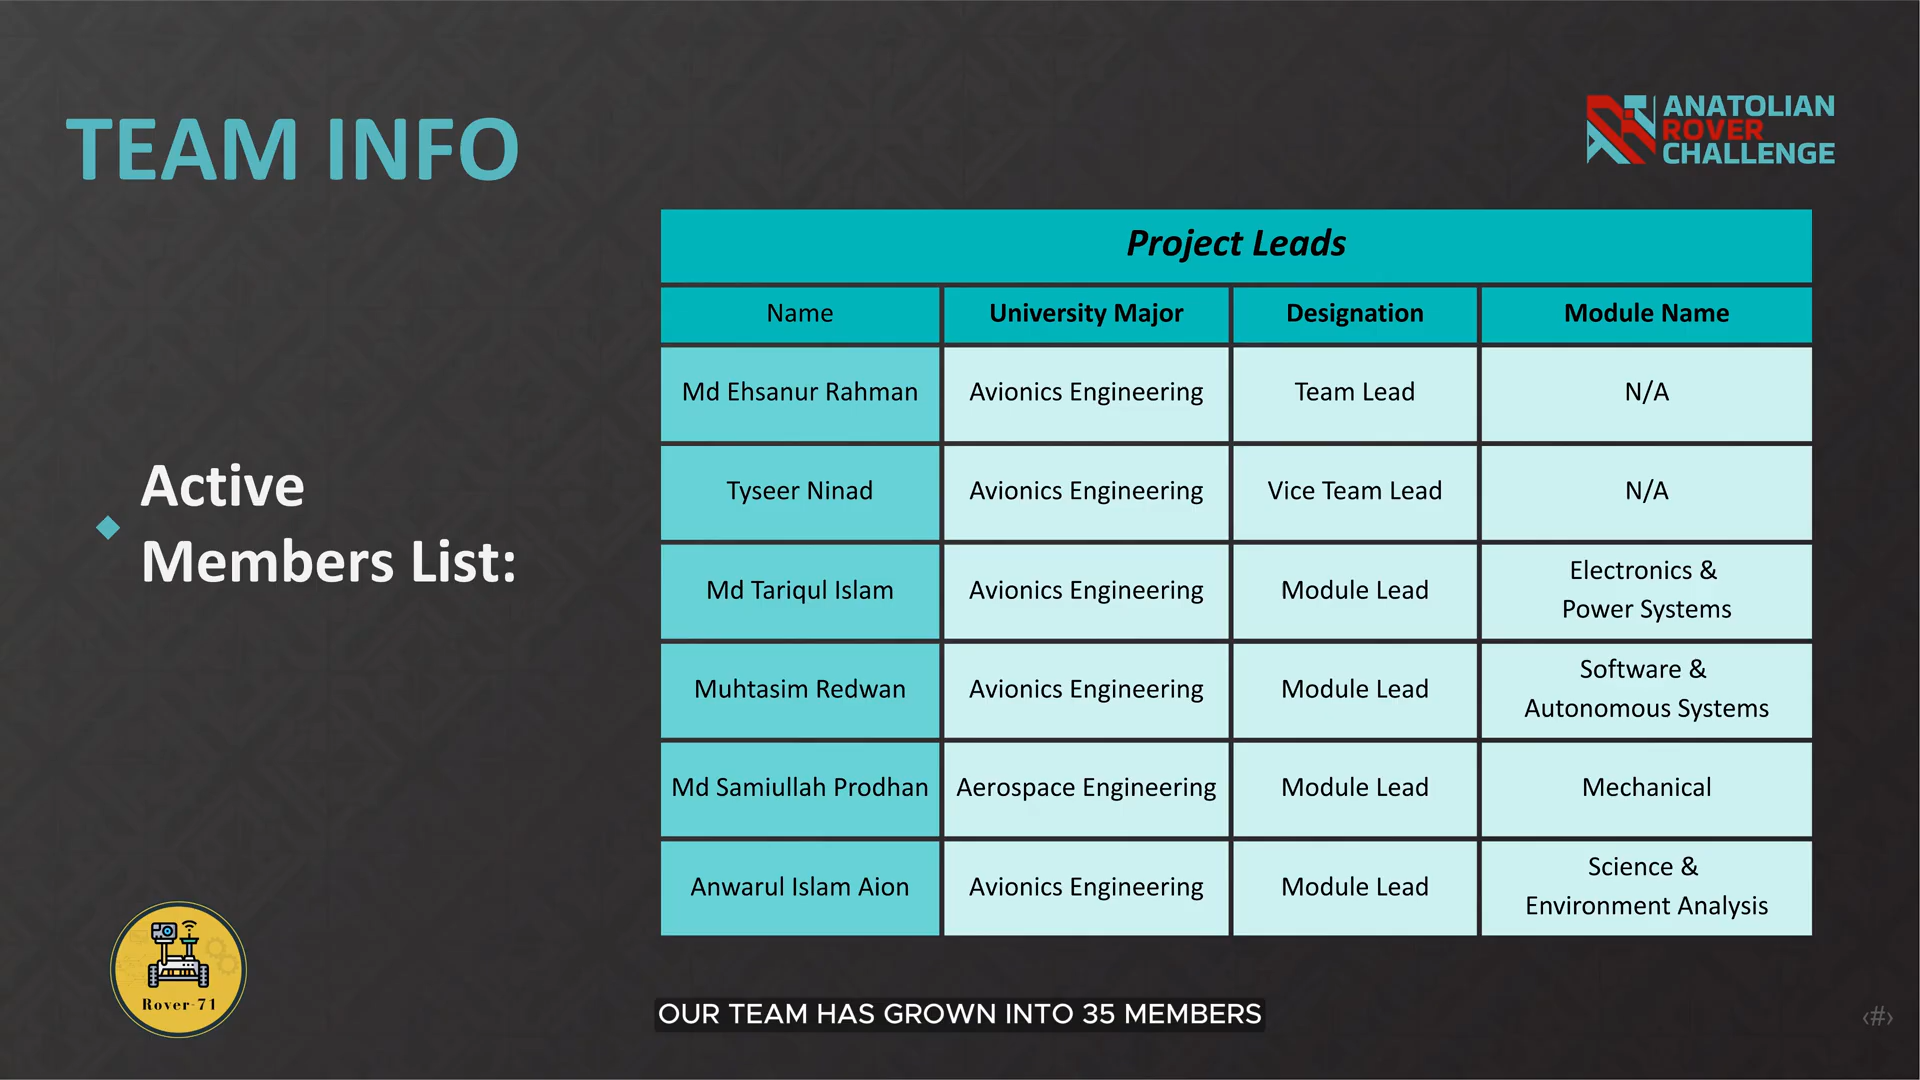 TEAM INFO
ANATOLIAN
ROVER
CHALLENGE
Active
Members List:
Project Leads
Name University Major Designation Module Name
Md Ehsanur Rahman Avionics Engineering Team Lead N/A
Tyseer Ninad Avionics Engineering Vice Team Lead N/A
Md Tariqul Islam Avionics Engineering Module Lead Electronics &
Power Systems
Muhtasim Redwan Avionics Engineering Module Lead Software &
Autonomous Systems
Md Samiullah Prodhan Aerospace Engineering Module Lead Mechanical
Anwarul Islam Aion Avionics Engineering Module Lead Science &
Environment Analysis
Rover-71
OUR TEAM HAS GROWN INTO 35 MEMBERS
‹#›